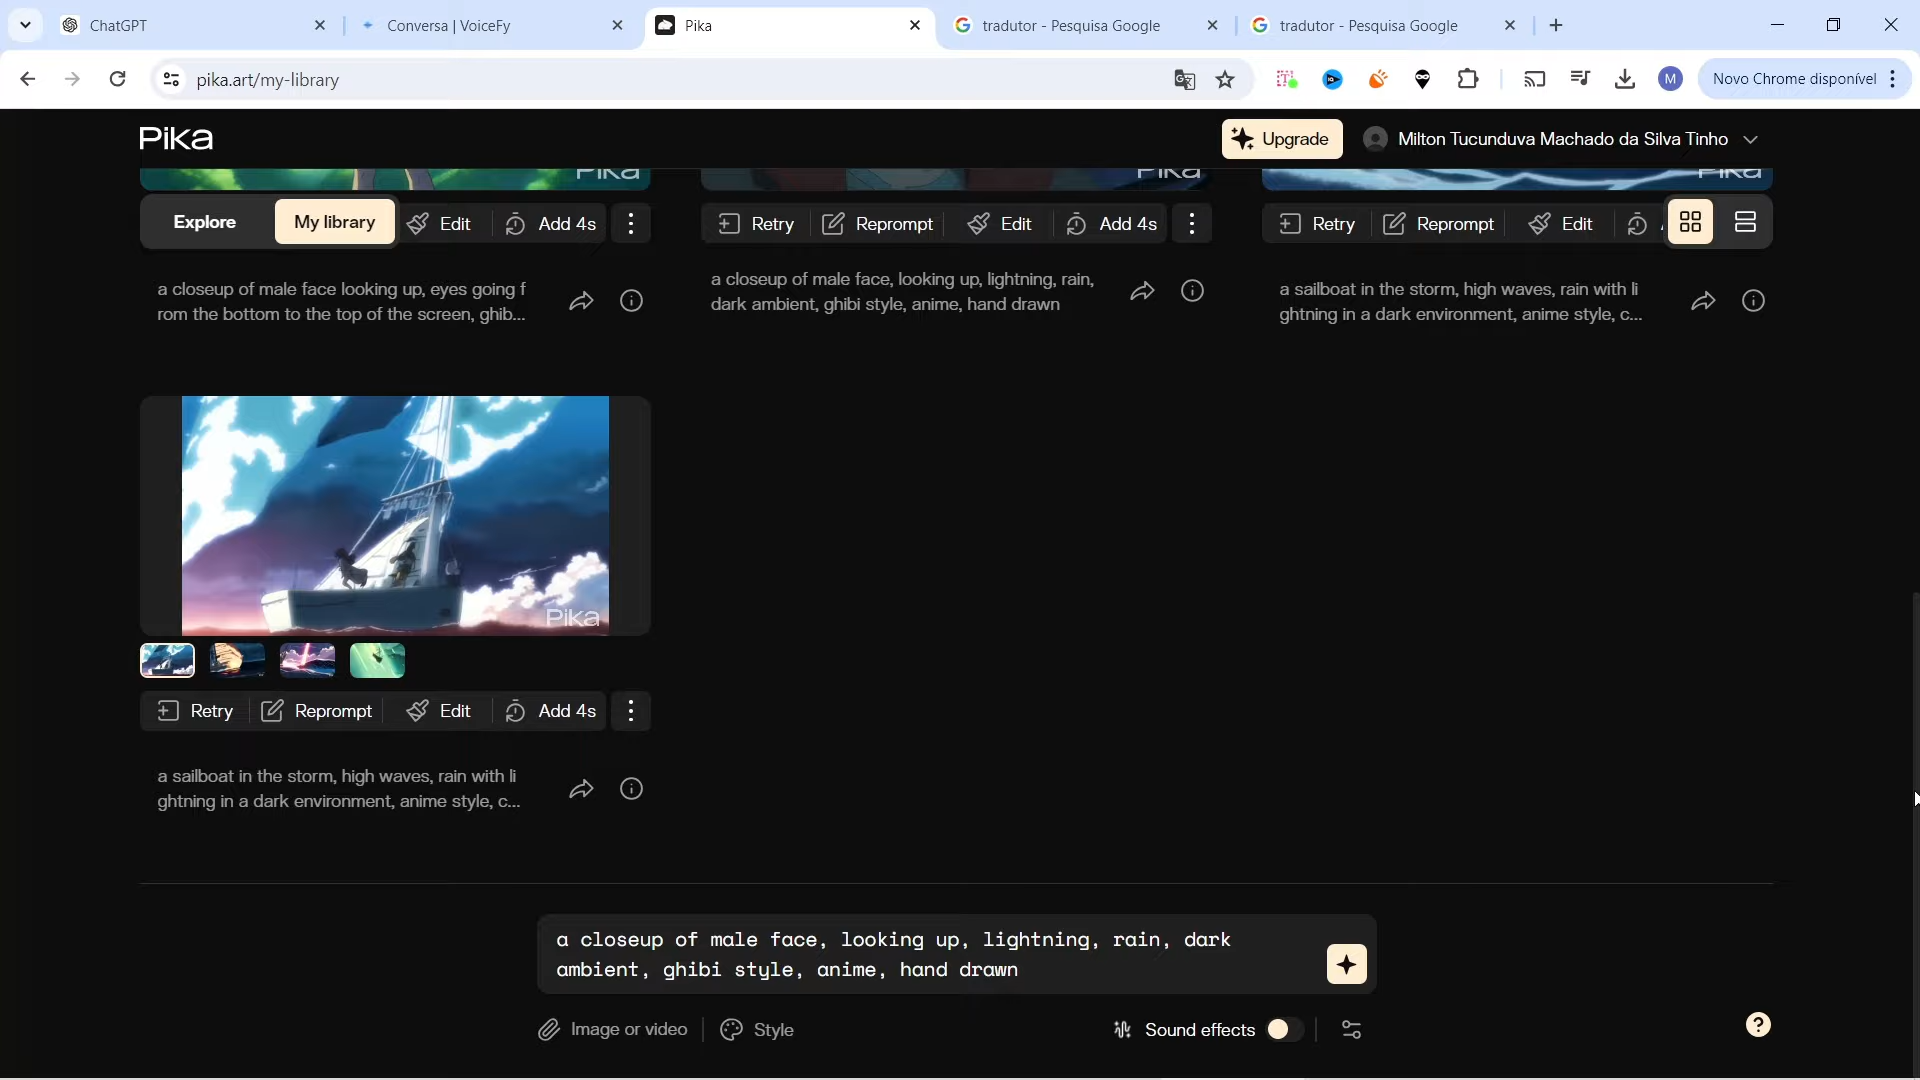 ChatGPT
Conversa | VoiceFy
Pika
tradutor - Pesquisa Google
tradutor - Pesquisa Google
pika.art/my-library
M
Novo Chrome disponível
Pika
Upgrade
Milton Tucunduva Machado da Silva Tinho
Pika
Pika
Pika
Explore
My library
Edit
Add 4s
Retry
Reprompt
Edit
Add 4s
Retry
Reprompt
Edit
a closeup of male face looking up, eyes going f
rom the bottom to the top of the screen, ghib...
a closeup of male face, looking up, lightning, rain,
dark ambient, ghibi style, anime, hand drawn
a sailboat in the storm, high waves, rain with li
ghtning in a dark environment, anime style, c...
Pika
Retry
Reprompt
Edit
Add 4s
a sailboat in the storm, high waves, rain with li
ghtning in a dark environment, anime style, c...
a closeup of male face, looking up, lightning, rain, dark
ambient, ghibi style, anime, hand drawn
Image or video
Style
Sound effects
?